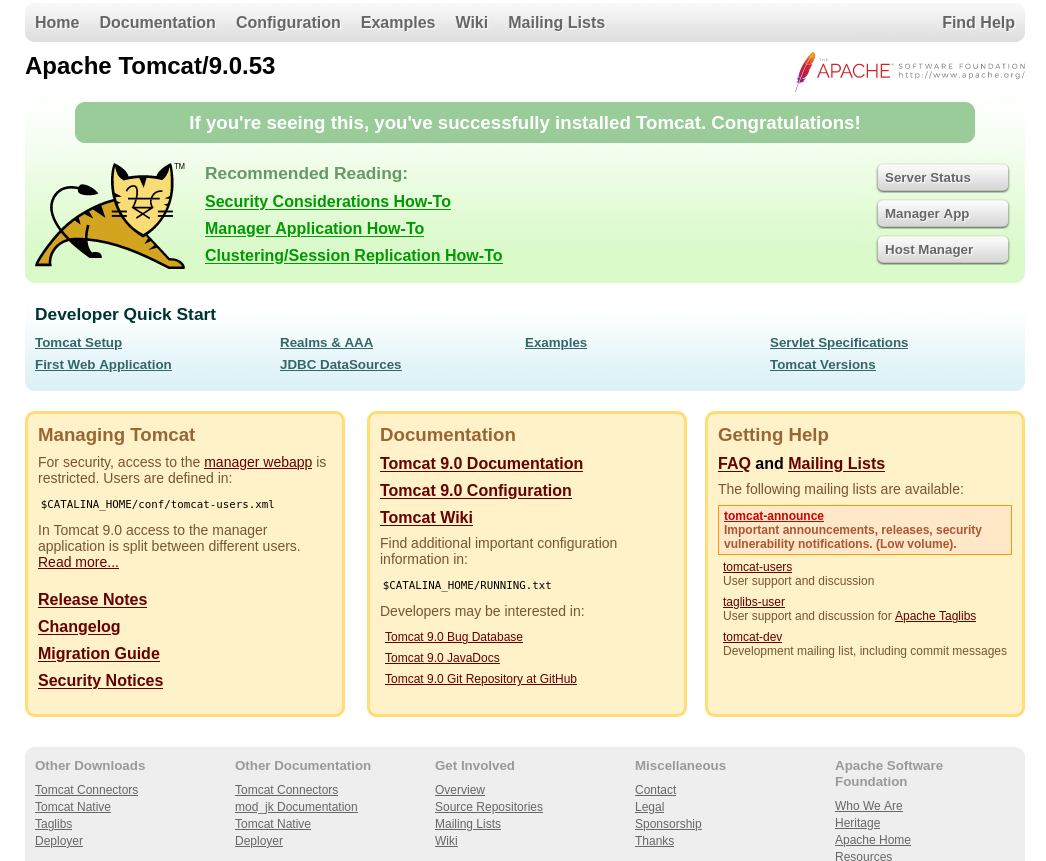 Home Documentation Configuration Examples Wiki Mailing Lists Find Help
Apache Tomcat/9.0.53
THE APACHE SOFTWARE FOUNDATION
http://www.apache.org/
If you're seeing this, you've successfully installed Tomcat. Congratulations!
TM
Recommended Reading:
Security Considerations How-To
Manager Application How-To
Clustering/Session Replication How-To
Server Status
Manager App
Host Manager
Developer Quick Start
Tomcat Setup
First Web Application
Realms & AAA
JDBC DataSources
Examples
Servlet Specifications
Tomcat Versions
Managing Tomcat
For security, access to the manager webapp is
restricted. Users are defined in:
$CATALINA_HOME/conf/tomcat-users.xml
In Tomcat 9.0 access to the manager
application is split between different users.
Read more...
Release Notes
Changelog
Migration Guide
Security Notices
Documentation
Tomcat 9.0 Documentation
Tomcat 9.0 Configuration
Tomcat Wiki
Find additional important configuration
information in:
$CATALINA_HOME/RUNNING.txt
Developers may be interested in:
Tomcat 9.0 Bug Database
Tomcat 9.0 JavaDocs
Tomcat 9.0 Git Repository at GitHub
Getting Help
FAQ and Mailing Lists
The following mailing lists are available:
tomcat-announce
Important announcements, releases, security
vulnerability notifications. (Low volume).
tomcat-users
User support and discussion
taglibs-user
User support and discussion for Apache Taglibs
tomcat-dev
Development mailing list, including commit messages
Other Downloads
Tomcat Connectors
Tomcat Native
Taglibs
Deployer
Other Documentation
Tomcat Connectors
mod_jk Documentation
Tomcat Native
Deployer
Get Involved
Overview
Source Repositories
Mailing Lists
Wiki
Miscellaneous
Contact
Legal
Sponsorship
Thanks
Apache Software
Foundation
Who We Are
Heritage
Apache Home
Resources